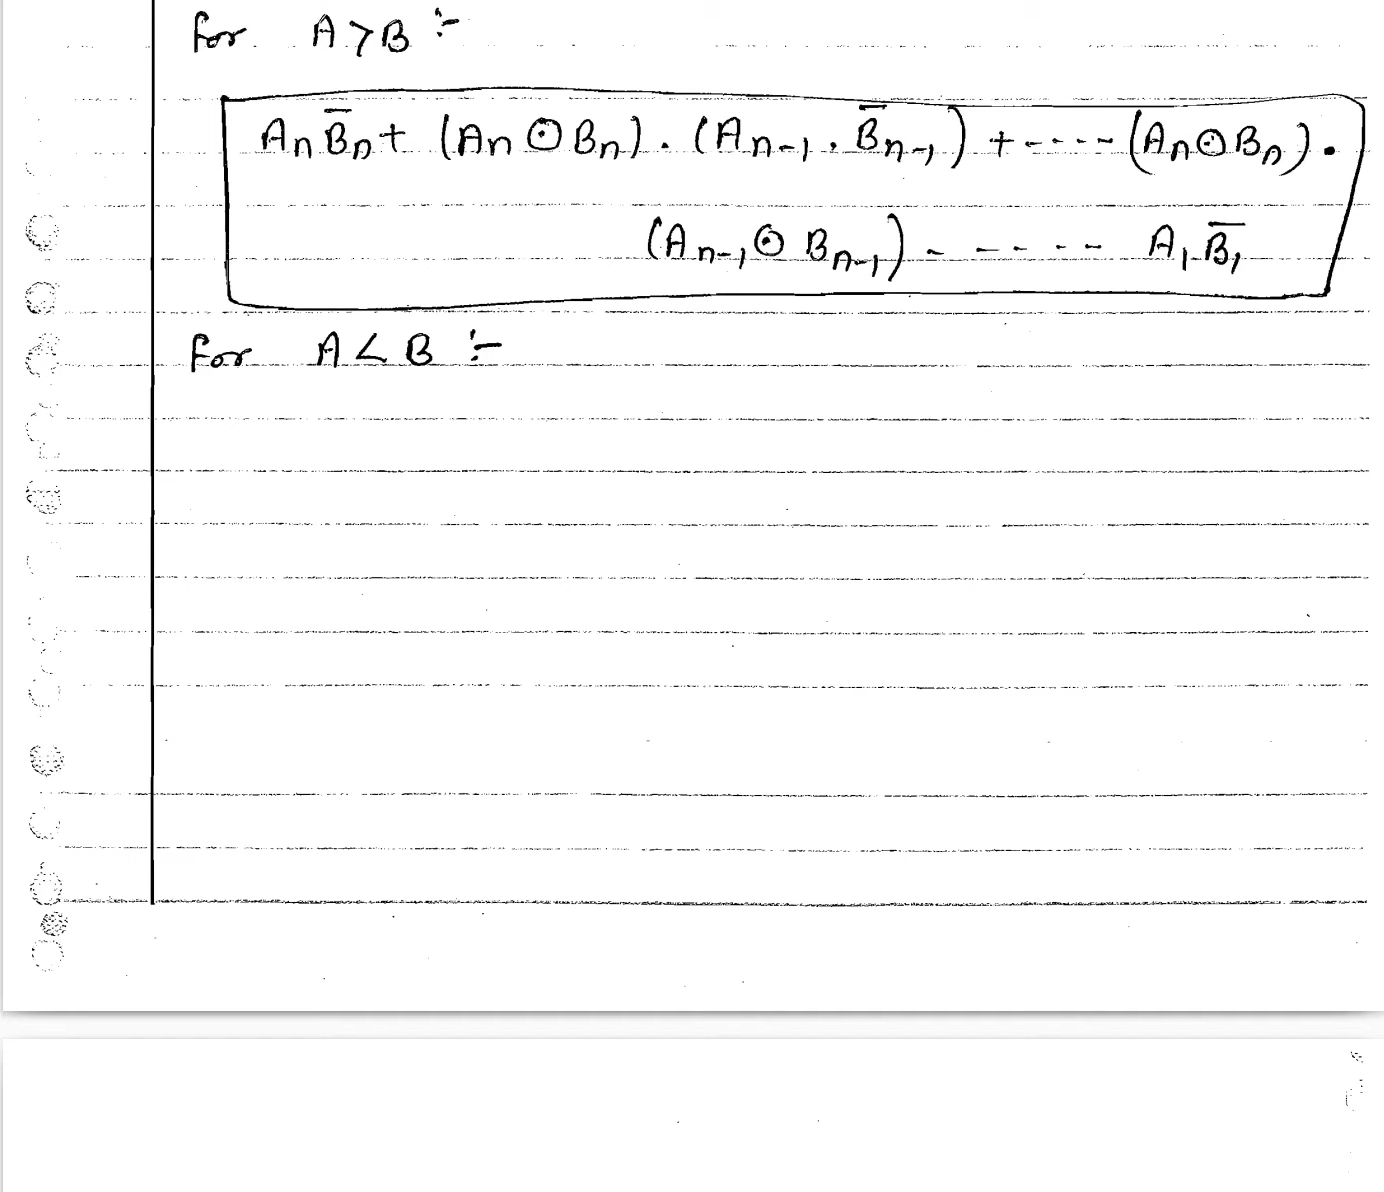 For A>B :-
AnB̅n + (An ⊙ Bn) . (An-1 . B̅n-1) + ---- (An⊙Bn) .
(An-1 ⊙ Bn-1) - ----- A1 B̅1
For A<B :-